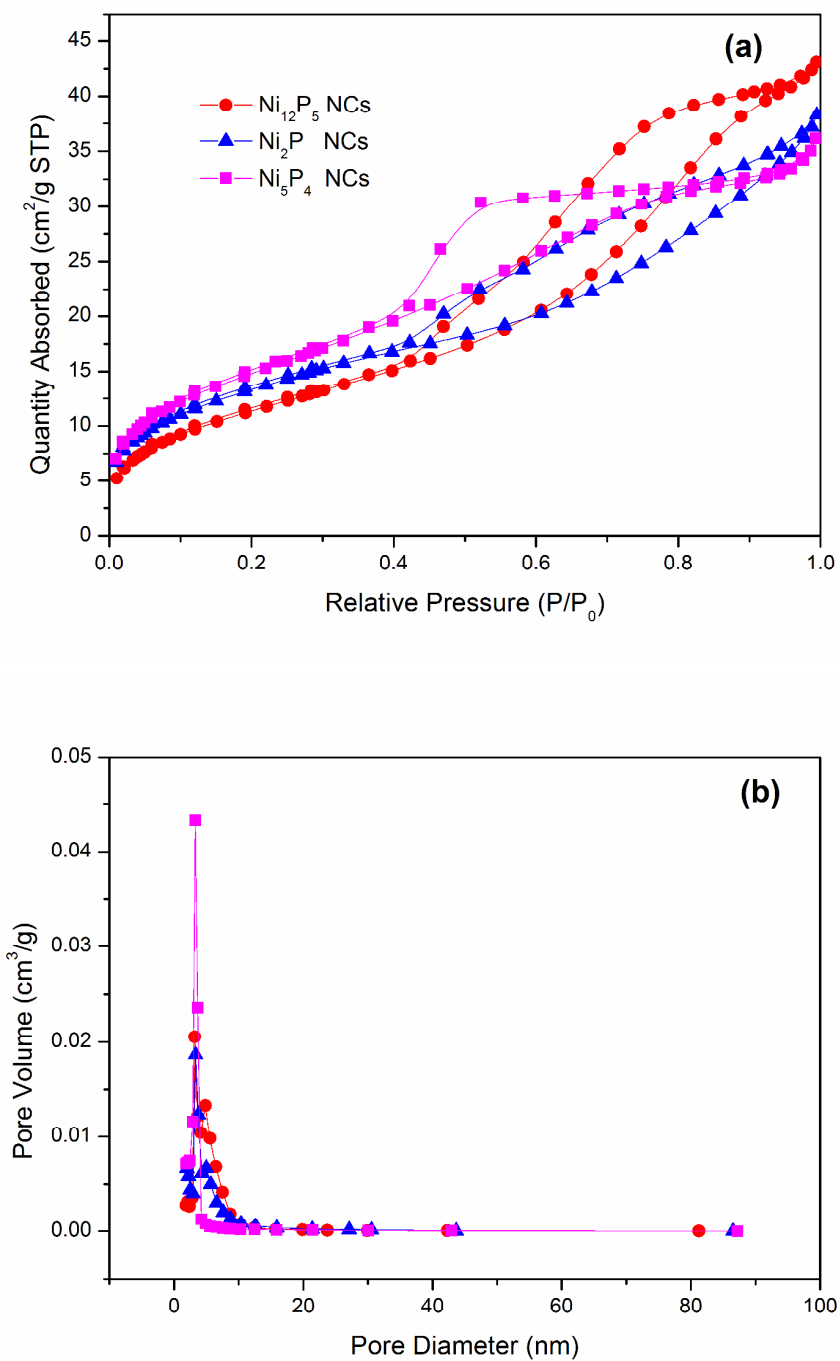 (a)
Ni₁₂P₅ NCs
Ni₂P NCs
Ni₅P₄ NCs
Quantity Absorbed (cm²/g STP)
45
40
35
30
25
20
15
10
5
0
0.0 0.2 0.4 0.6 0.8 1.0
Relative Pressure (P/P₀)
(b)
Pore Volume (cm³/g)
0.05
0.04
0.03
0.02
0.01
0.00
0 20 40 60 80 100
Pore Diameter (nm)